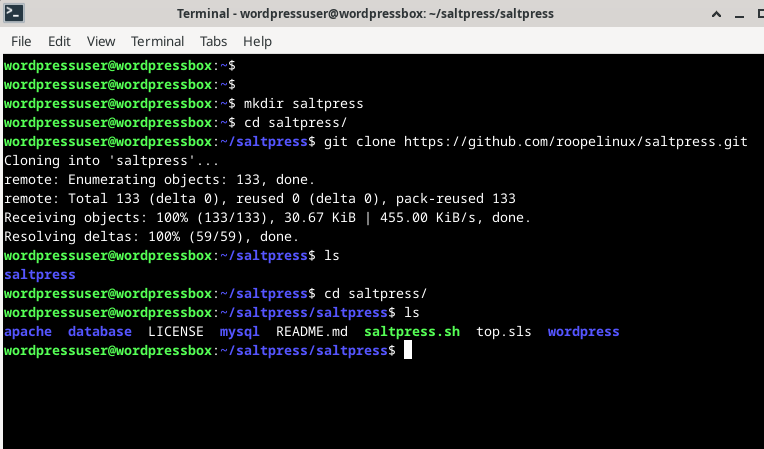 Terminal - wordpressuser@wordpressbox: ~/saltpress/saltpress
File Edit View Terminal Tabs Help
wordpressuser@wordpressbox:~$
wordpressuser@wordpressbox:~$
wordpressuser@wordpressbox:~$ mkdir saltpress
wordpressuser@wordpressbox:~$ cd saltpress/
wordpressuser@wordpressbox:~/saltpress$ git clone https://github.com/roopelinux/saltpress.git
Cloning into 'saltpress'...
remote: Enumerating objects: 133, done.
remote: Total 133 (delta 0), reused 0 (delta 0), pack-reused 133
Receiving objects: 100% (133/133), 30.67 KiB | 455.00 KiB/s, done.
Resolving deltas: 100% (59/59), done.
wordpressuser@wordpressbox:~/saltpress$ ls
saltpress
wordpressuser@wordpressbox:~/saltpress$ cd saltpress/
wordpressuser@wordpressbox:~/saltpress/saltpress$ ls
apache database LICENSE mysql README.md saltpress.sh top.sls wordpress
wordpressuser@wordpressbox:~/saltpress/saltpress$